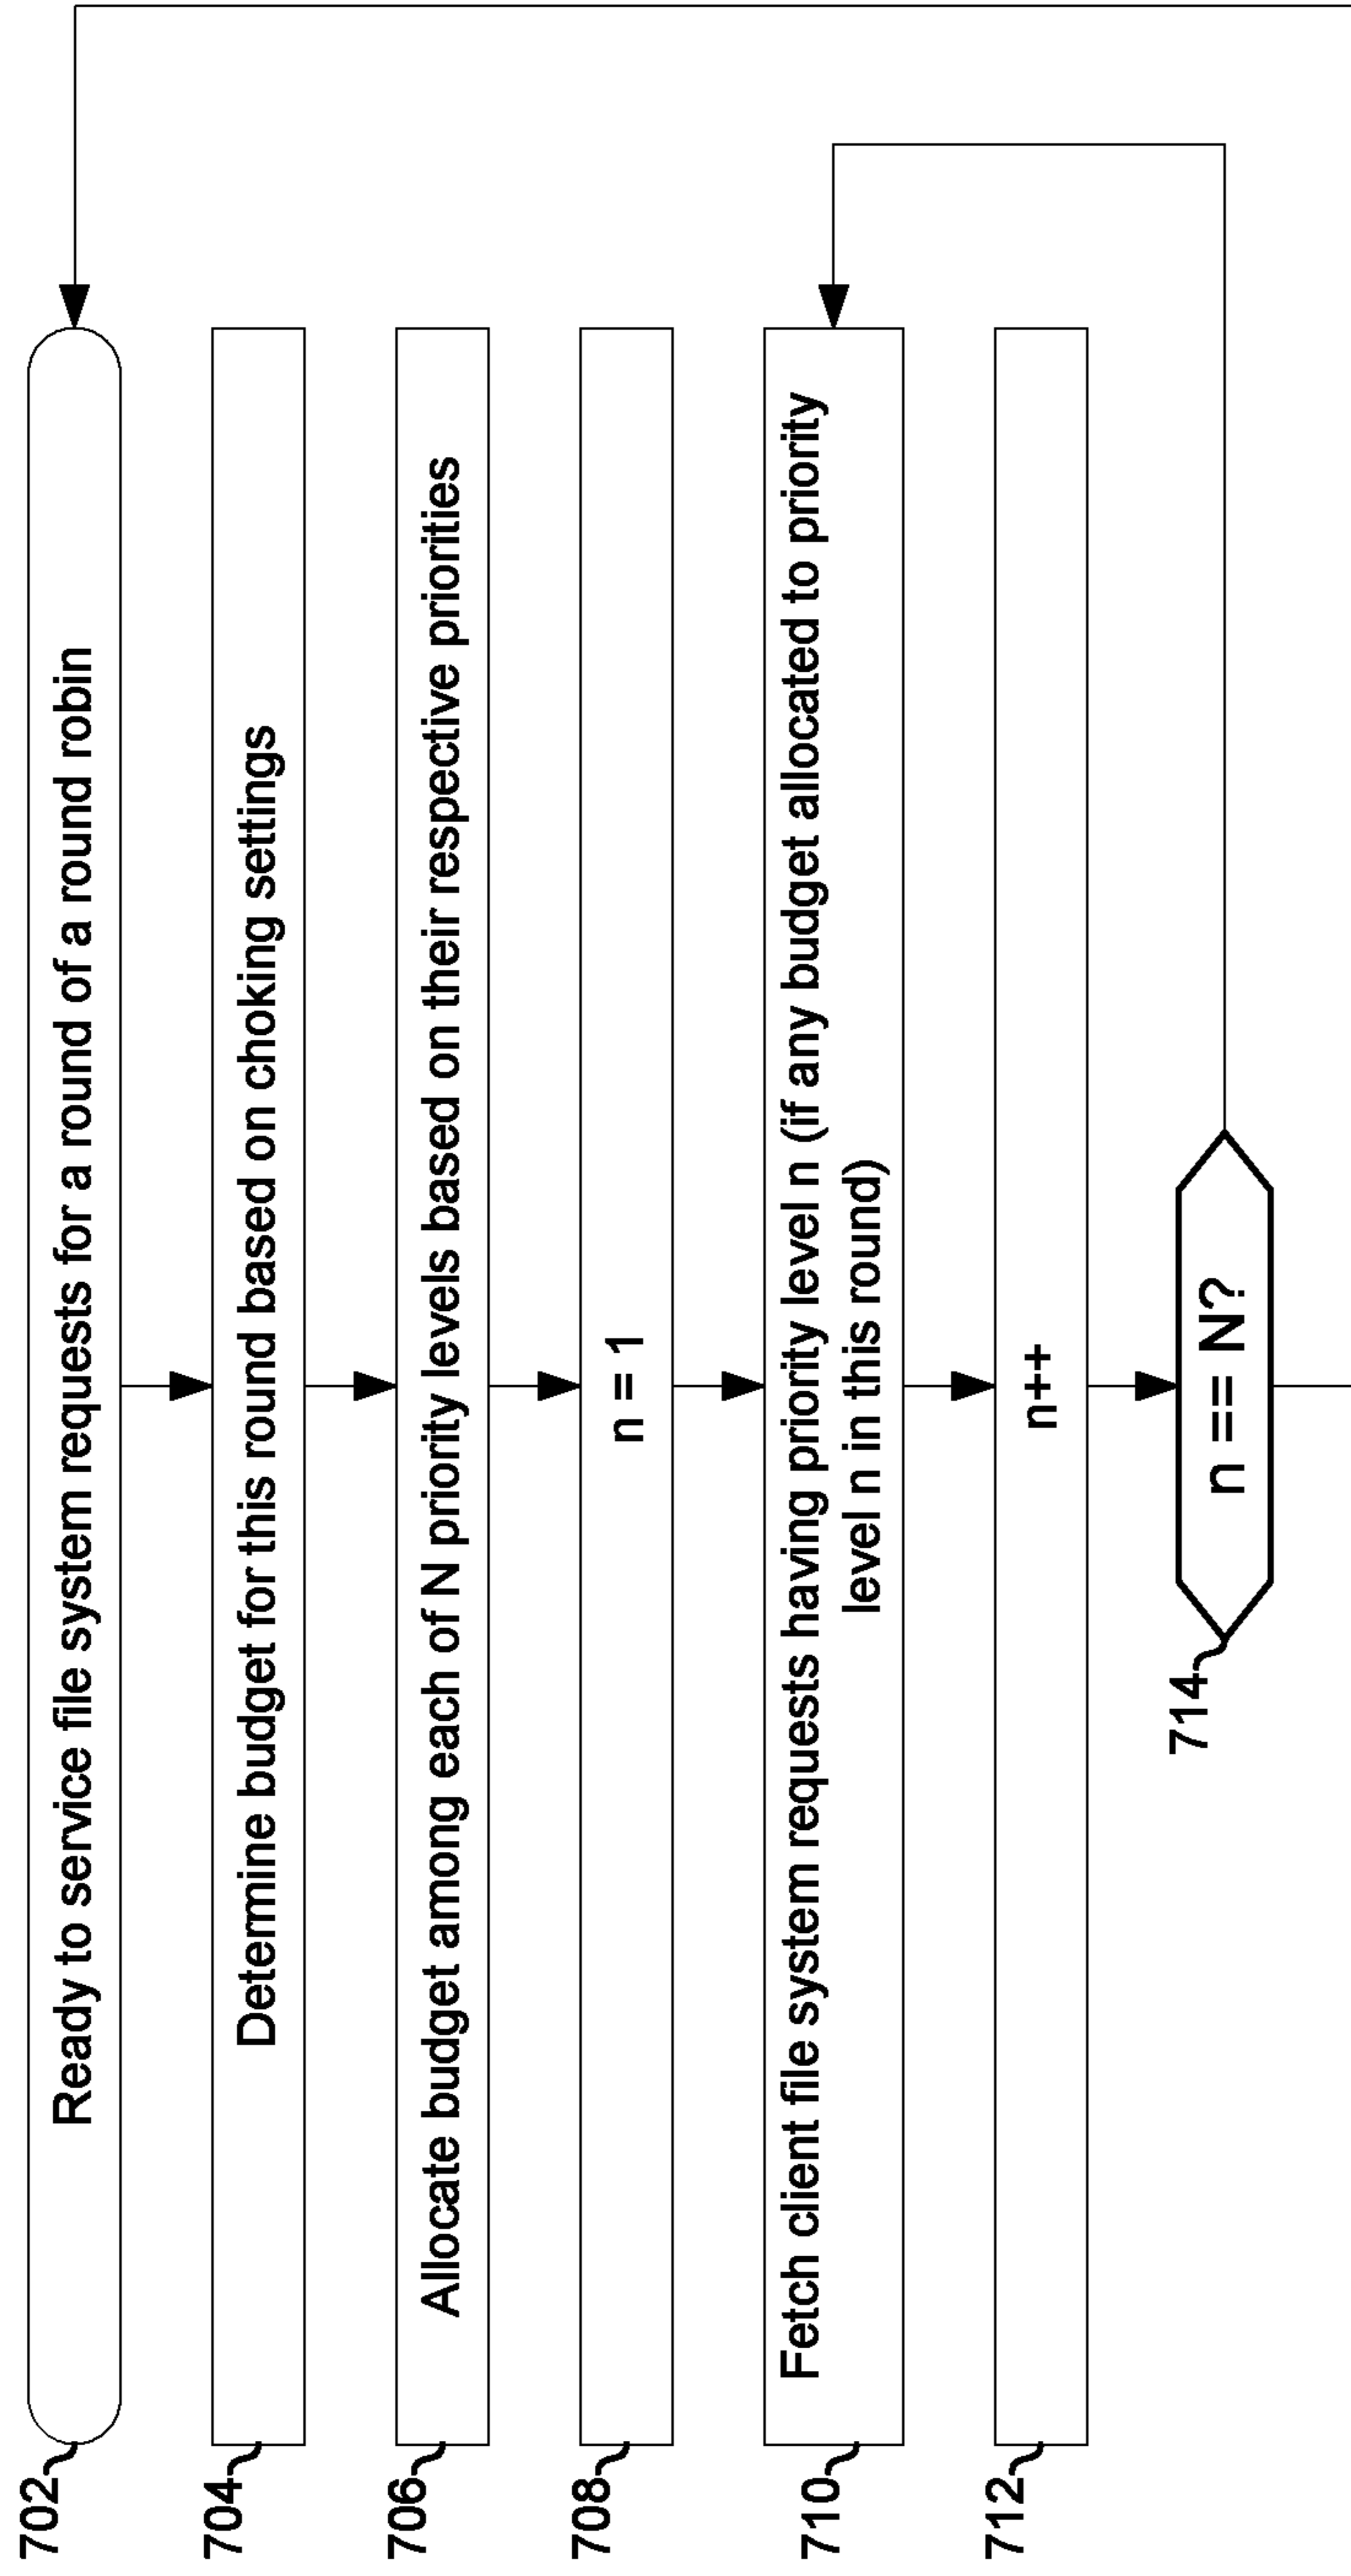 702
Ready to service file system requests for a round of a round robin
704
Determine budget for this round based on choking settings
706
Allocate budget among each of N priority levels based on their respective priorities
708
n = 1
710
Fetch client file system requests having priority level n (if any budget allocated to priority
level n in this round)
712
n++
714
n == N?